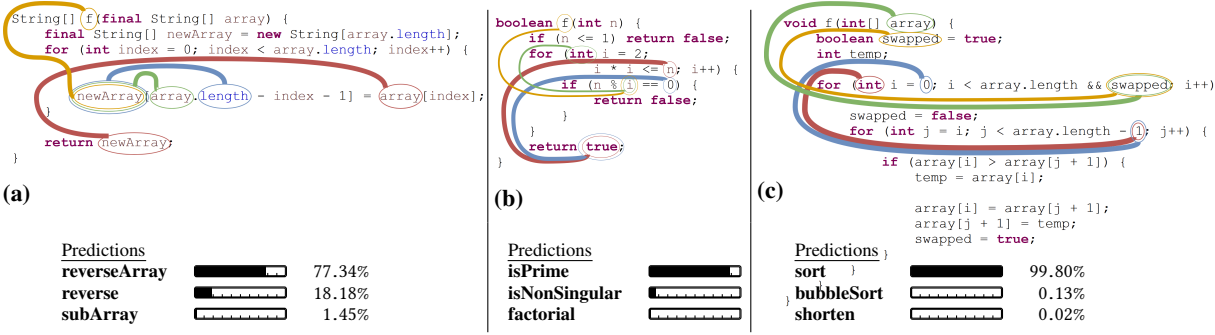 String[] f(final String[] array) {
final String[] newArray = new String[array.length];
for (int index = 0; index < array.length; index++) {
newArray[array.length - index - 1] = array[index];
}
return newArray;
}
(a)
Predictions
reverseArray 77.34%
reverse 18.18%
subArray 1.45%
boolean f(int n) {
if (n <= 1) return false;
for (int i = 2;
i * i <= n; i++) {
if (n % i == 0) {
return false;
}
}
return true;
}
(b)
Predictions
isPrime
isNonSingular
factorial
void f(int[] array) {
boolean swapped = true;
int temp;
for (int i = 0; i < array.length && swapped; i++)
swapped = false;
for (int j = i; j < array.length - 1; j++) {
if (array[i] > array[j + 1]) {
temp = array[i];
array[i] = array[j + 1];
array[j + 1] = temp;
swapped = true;
}
}
}
(c)
Predictions
sort 99.80%
bubbleSort 0.13%
shorten 0.02%